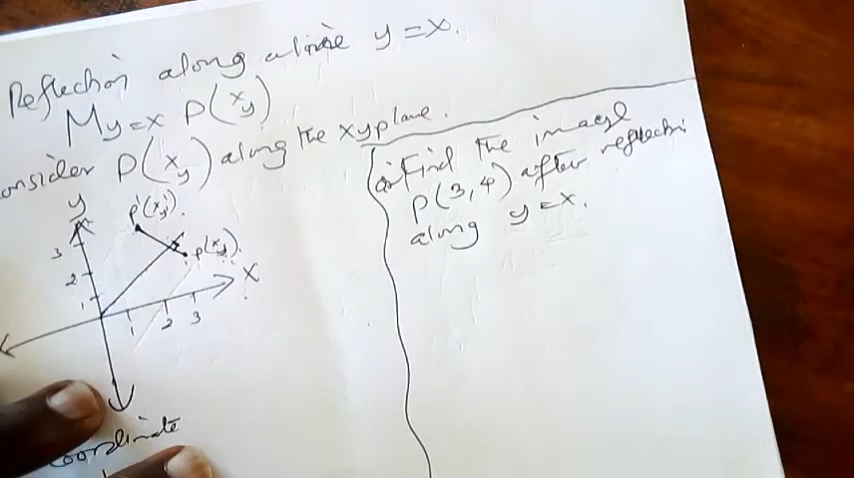 Reflection along a line y=x.
My=x P(x y)
onsider P(x y) along the xy plane.
y
P'(x'y').
P(x,y).
3
2
1
X
1 2 3
oordinate
(a) Find the image
P(3,4) after reflection
along y=x.